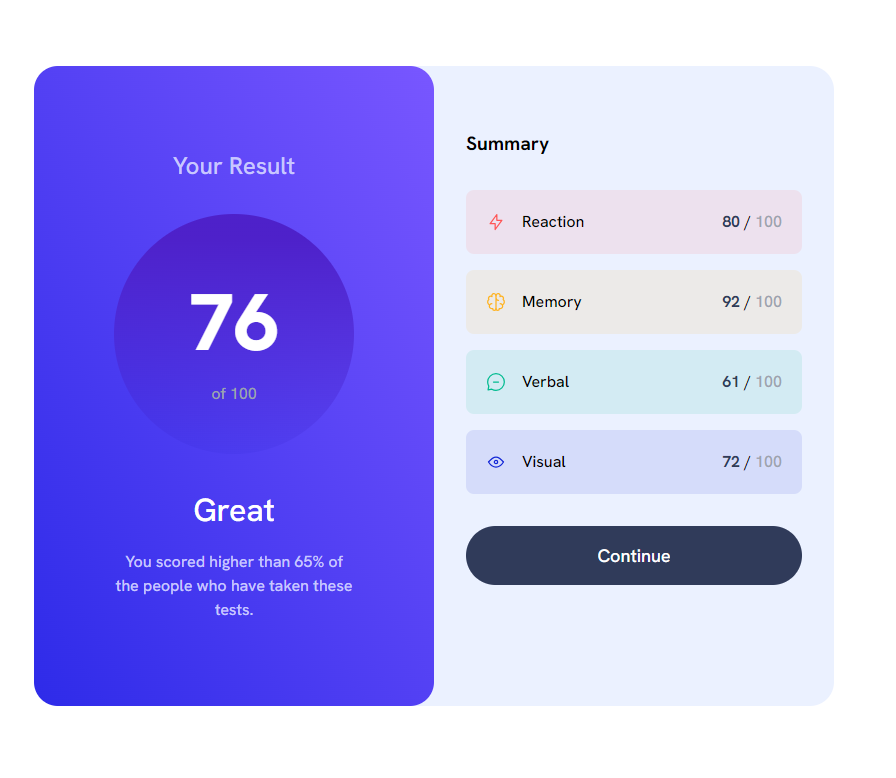 Your Result
76
of 100
Great
You scored higher than 65% of
the people who have taken these
tests.
Summary
Reaction 80 / 100
Memory 92 / 100
Verbal 61 / 100
Visual 72 / 100
Continue